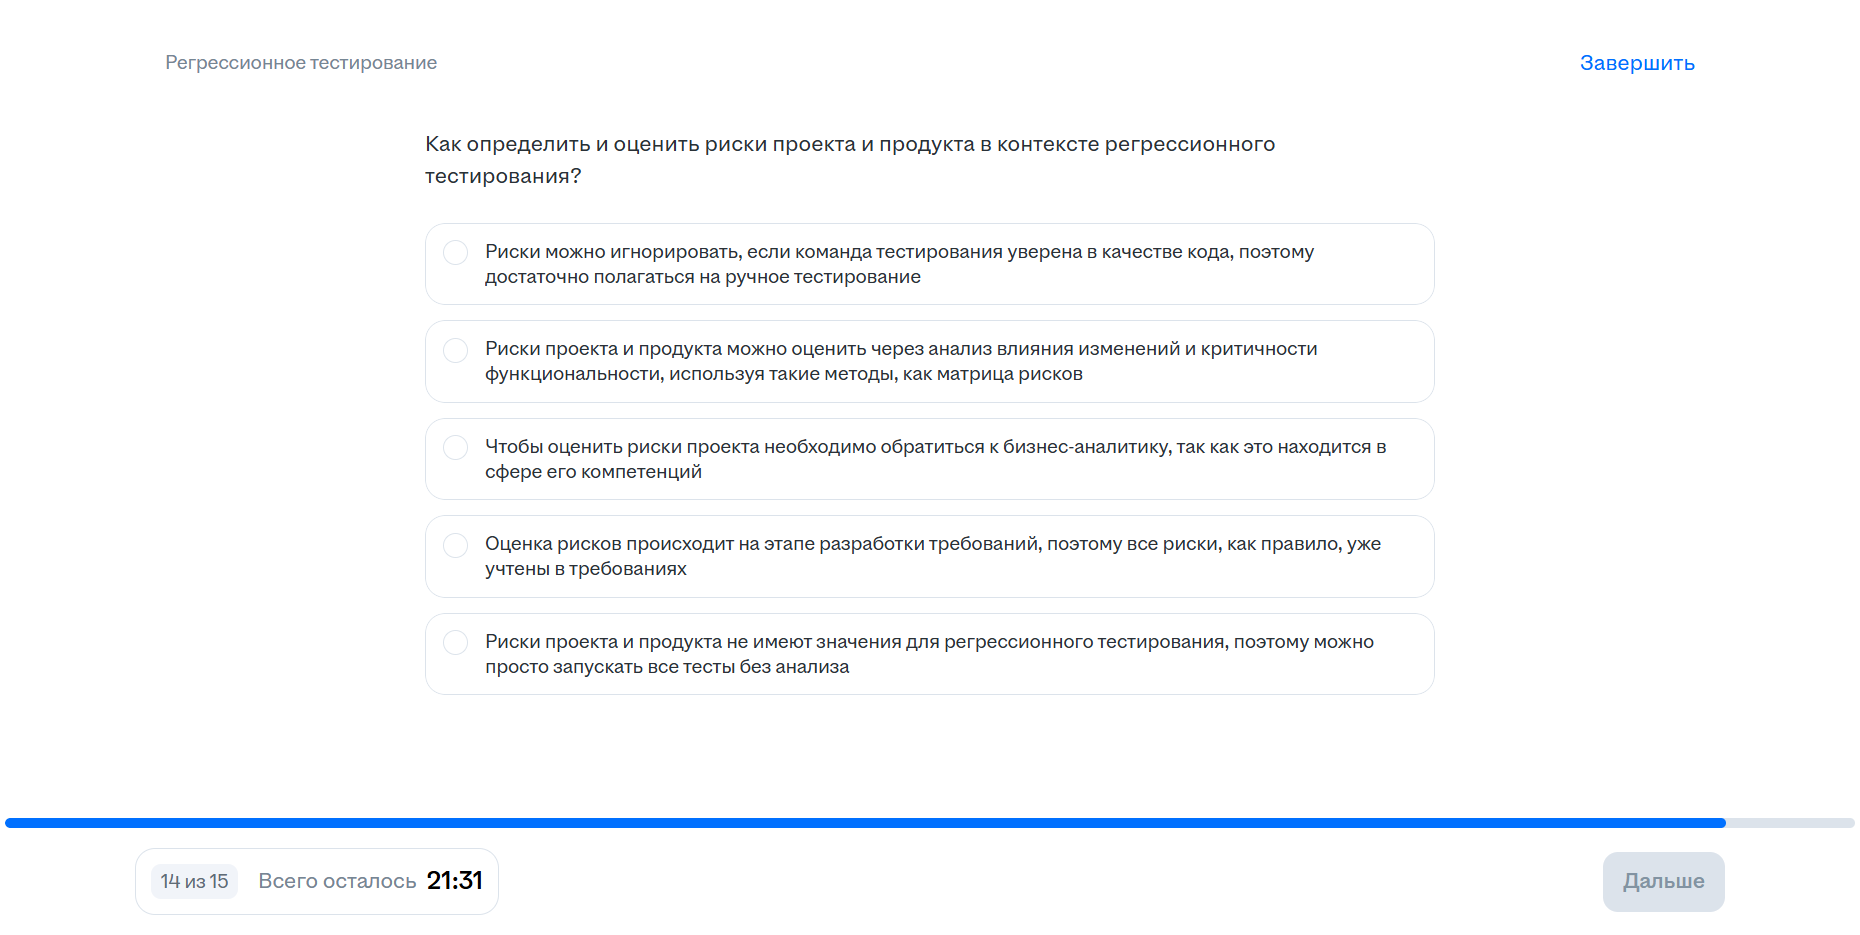 Регрессионное тестирование
Завершить
Как определить и оценить риски проекта и продукта в контексте регрессионного
тестирования?
Риски можно игнорировать, если команда тестирования уверена в качестве кода, поэтому
достаточно полагаться на ручное тестирование
Риски проекта и продукта можно оценить через анализ влияния изменений и критичности
функциональности, используя такие методы, как матрица рисков
Чтобы оценить риски проекта необходимо обратиться к бизнес-аналитику, так как это находится в
сфере его компетенций
Оценка рисков происходит на этапе разработки требований, поэтому все риски, как правило, уже
учтены в требованиях
Риски проекта и продукта не имеют значения для регрессионного тестирования, поэтому можно
просто запускать все тесты без анализа
14 из 15 Всего осталось 21:31
Дальше